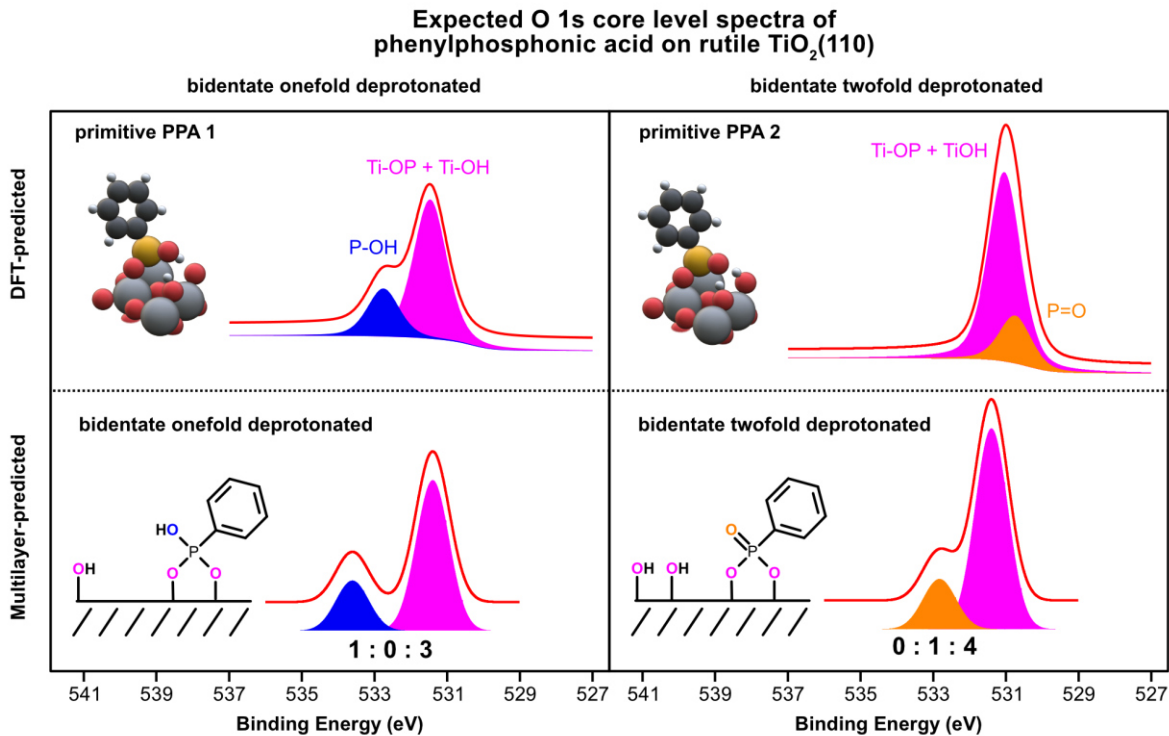 Expected O 1s core level spectra of
phenylphosphonic acid on rutile TiO₂(110)
bidentate onefold deprotonated
bidentate twofold deprotonated
DFT-predicted
primitive PPA 1
Ti-OP + Ti-OH
P-OH
primitive PPA 2
Ti-OP + TiOH
P=O
Multilayer-predicted
bidentate onefold deprotonated
HO
P
OH
O
O
1 : 0 : 3
bidentate twofold deprotonated
O
P
OH
OH
O
O
0 : 1 : 4
541 539 537 535 533 531 529 527
Binding Energy (eV)
541 539 537 535 533 531 529 527
Binding Energy (eV)